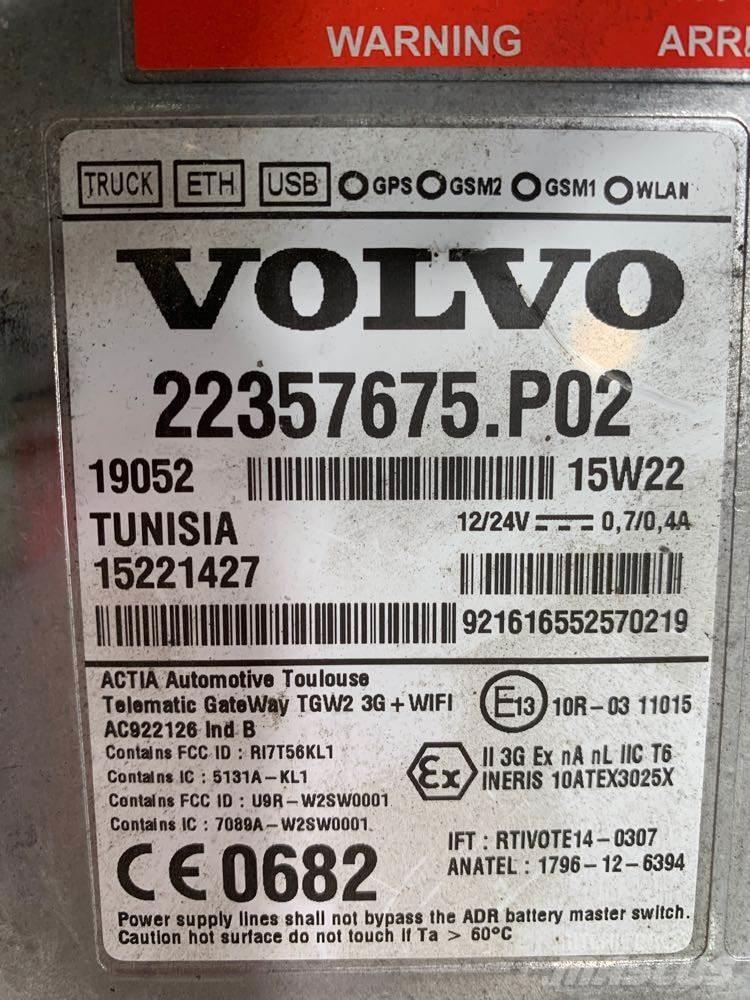 WARNING ARRE
TRUCK ETH USB GPS GSM2 GSM1 WLAN
VOLVO
22357675.P02
19052 15W22
TUNISIA 12/24V 0,7/0,4A
15221427
921616552570219
ACTIA Automotive Toulouse
Telematic GateWay TGW2 3G+WIFI
AC922126 Ind B
E13 10R-03 11015
Contains FCC ID : RI7T56KL1
Contains IC : 5131A-KL1
Contains FCC ID : U9R-W2SW0001
Contains IC : 7089A-W2SW0001
Ex II 3G Ex nA nL IIC T6
INERIS 10ATEX3025X
IFT : RTIVOTE14-0307
ANATEL : 1796-12-6394
CE 0682
Power supply lines shall not bypass the ADR battery master switch.
Caution hot surface do not touch if Ta > 60°C